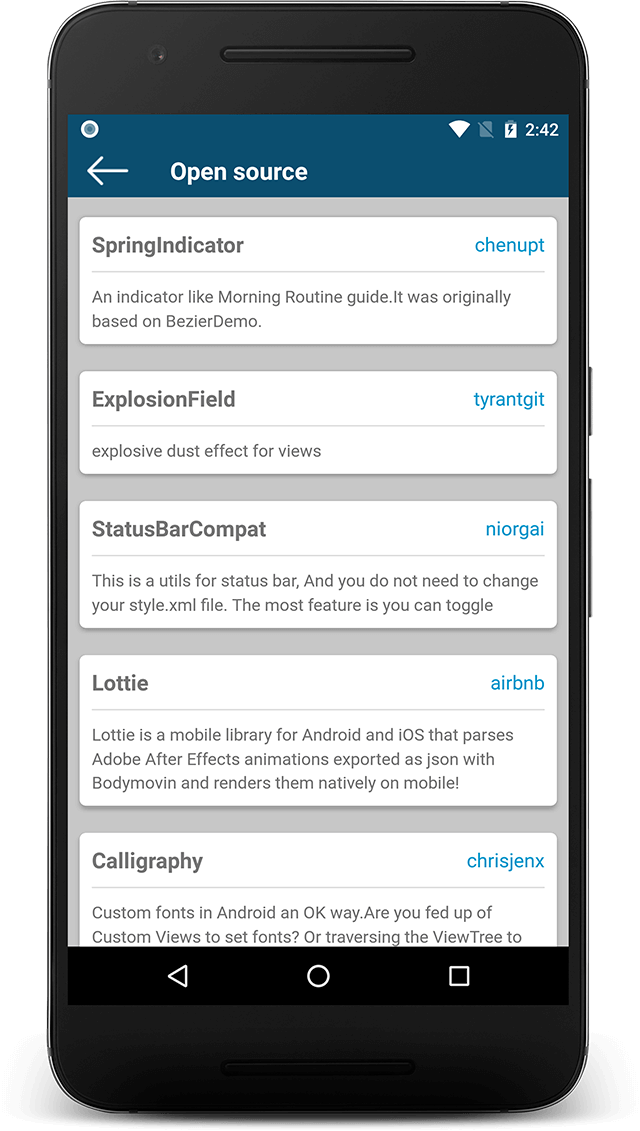 2:42
Open source
SpringIndicator chenupt
An indicator like Morning Routine guide.It was originally
based on BezierDemo.
ExplosionField tyrantgit
explosive dust effect for views
StatusBarCompat niorgai
This is a utils for status bar, And you do not need to change
your style.xml file. The most feature is you can toggle
Lottie airbnb
Lottie is a mobile library for Android and iOS that parses
Adobe After Effects animations exported as json with
Bodymovin and renders them natively on mobile!
Calligraphy chrisjenx
Custom fonts in Android an OK way.Are you fed up of
Custom Views to set fonts? Or traversing the ViewTree to